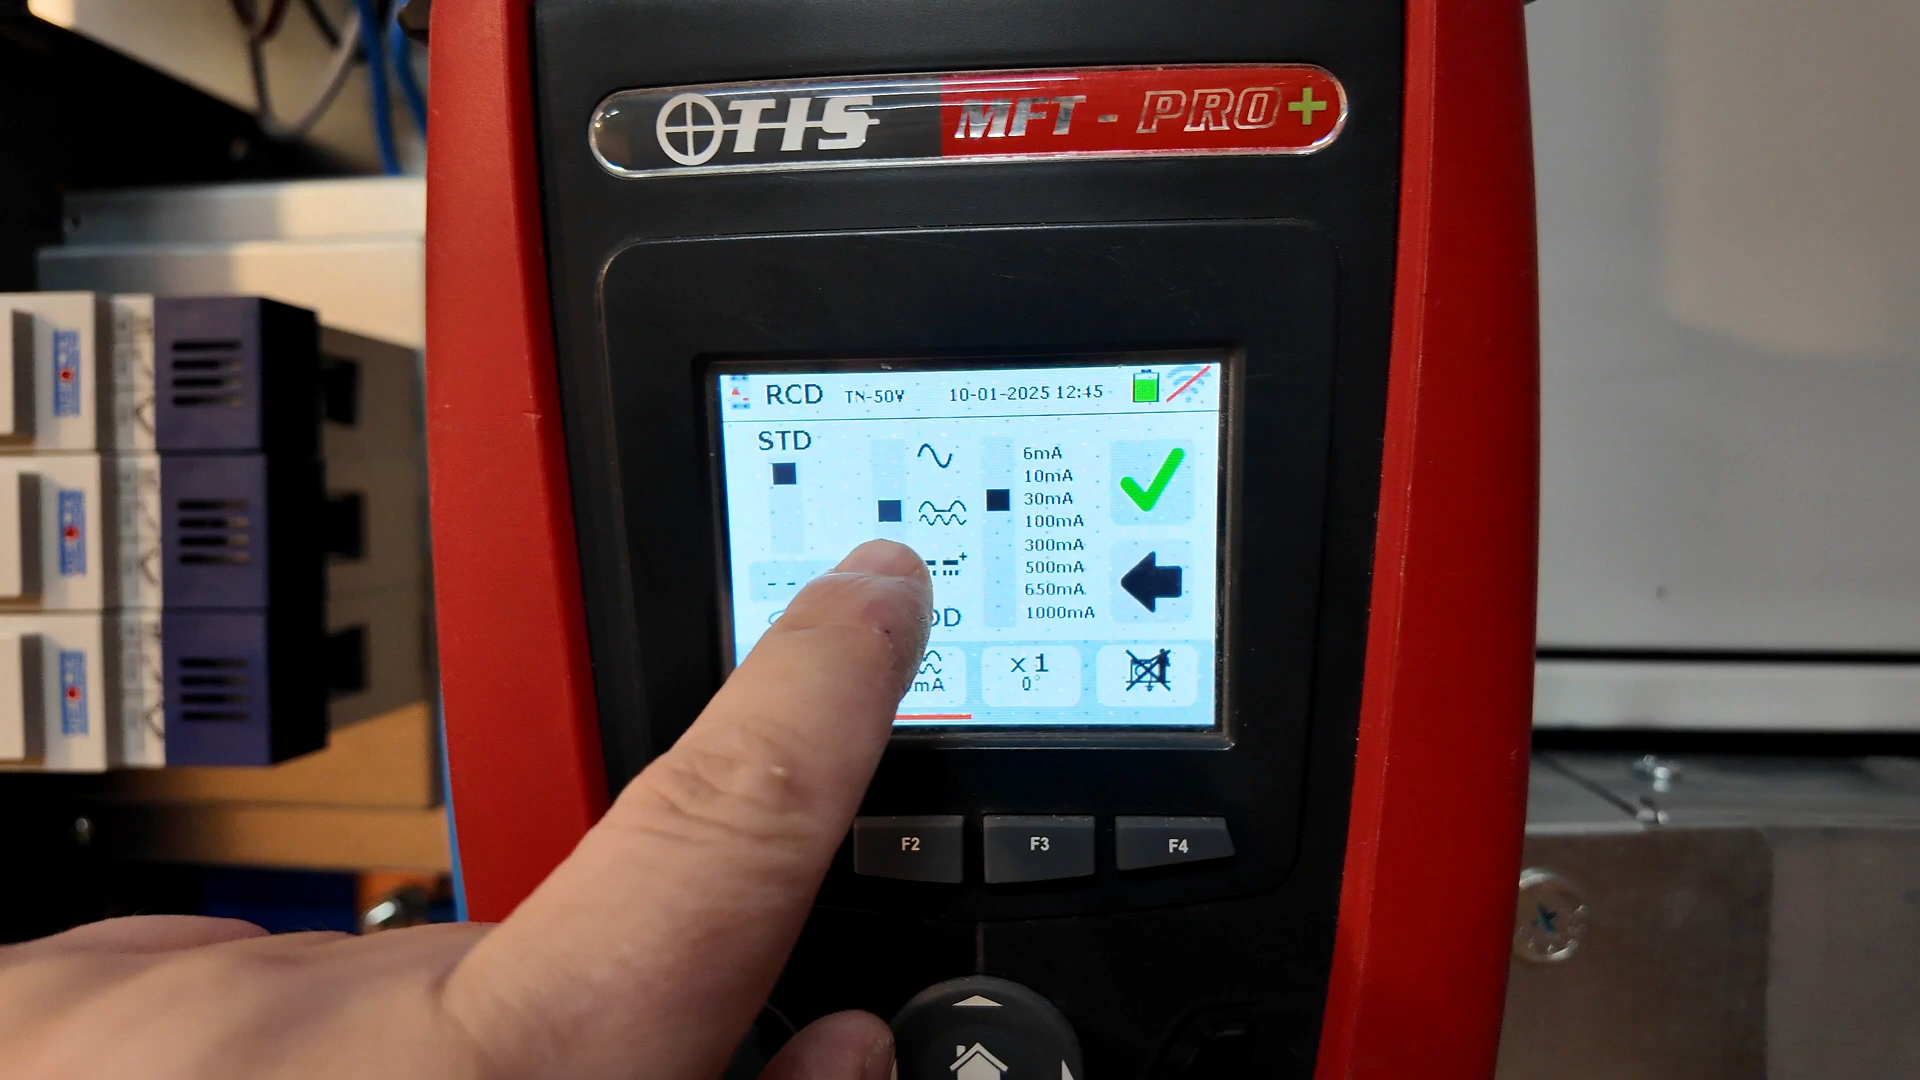 OTIS MFT - PRO+
RCD TN-50V 10-01-2025 12:45
STD
6mA
10mA
30mA
100mA
300mA
500mA
650mA
1000mA
x1
0°
F2 F3 F4